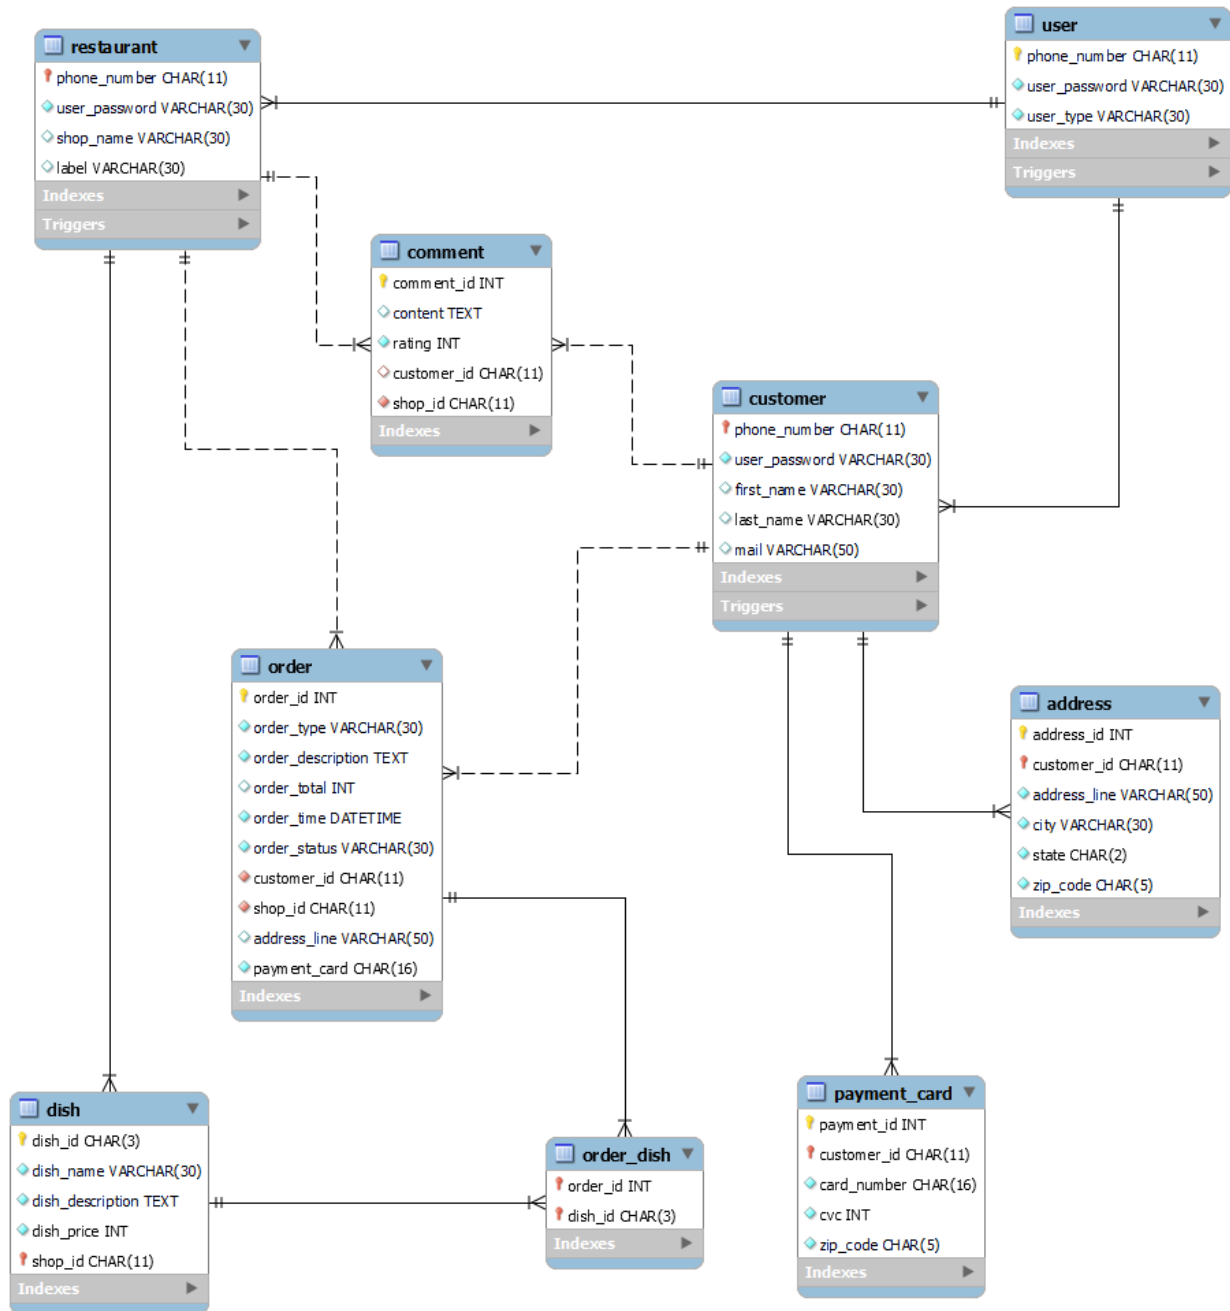 restaurant
phone_number CHAR(11)
user_password VARCHAR(30)
shop_name VARCHAR(30)
label VARCHAR(30)
Indexes
Triggers
user
phone_number CHAR(11)
user_password VARCHAR(30)
user_type VARCHAR(30)
Indexes
Triggers
comment
comment_id INT
content TEXT
rating INT
customer_id CHAR(11)
shop_id CHAR(11)
Indexes
customer
phone_number CHAR(11)
user_password VARCHAR(30)
first_name VARCHAR(30)
last_name VARCHAR(30)
mail VARCHAR(50)
Indexes
Triggers
order
order_id INT
order_type VARCHAR(30)
order_description TEXT
order_total INT
order_time DATETIME
order_status VARCHAR(30)
customer_id CHAR(11)
shop_id CHAR(11)
address_line VARCHAR(50)
payment_card CHAR(16)
Indexes
address
address_id INT
customer_id CHAR(11)
address_line VARCHAR(50)
city VARCHAR(30)
state CHAR(2)
zip_code CHAR(5)
Indexes
dish
dish_id CHAR(3)
dish_name VARCHAR(30)
dish_description TEXT
dish_price INT
shop_id CHAR(11)
Indexes
order_dish
order_id INT
dish_id CHAR(3)
Indexes
payment_card
payment_id INT
customer_id CHAR(11)
card_number CHAR(16)
cvc INT
zip_code CHAR(5)
Indexes